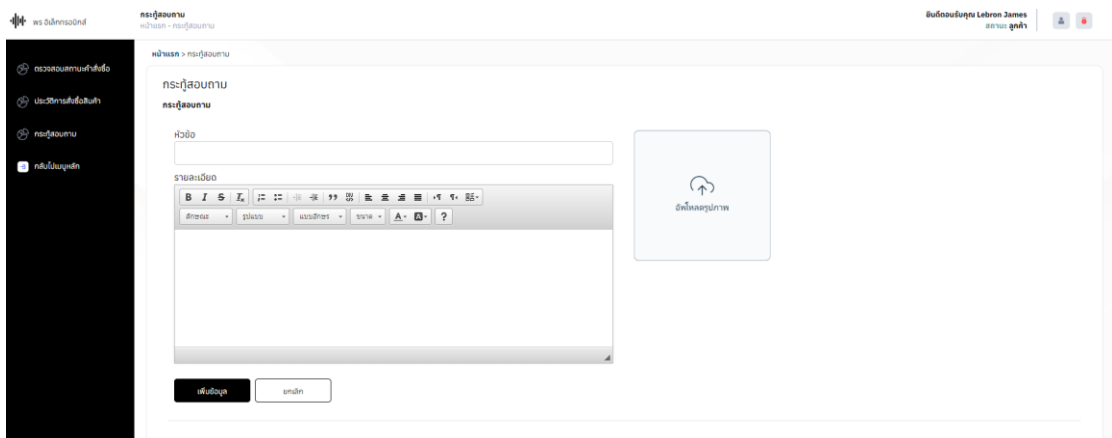 พร อิเล็กทรอนิกส์
กระทู้สอบถาม
หน้าแรก - กระทู้สอบถาม
ยินดีตอนรับคุณ Lebron James
สถานะ ลูกค้า
ตรวจสอบสถานะคำสั่งซื้อ
ประวัติการสั่งซื้อสินค้า
กระทู้สอบถาม
กลับไปเมนูหลัก
หน้าแรก > กระทู้สอบถาม
กระทู้สอบถาม
กระทู้สอบถาม
หัวข้อ
รายละเอียด
B I S Ix
ลักษณะ รูปแบบ แบบอักษร ขนาด A A ?
อัพโหลดรูปภาพ
เพิ่มข้อมูล ยกเลิก